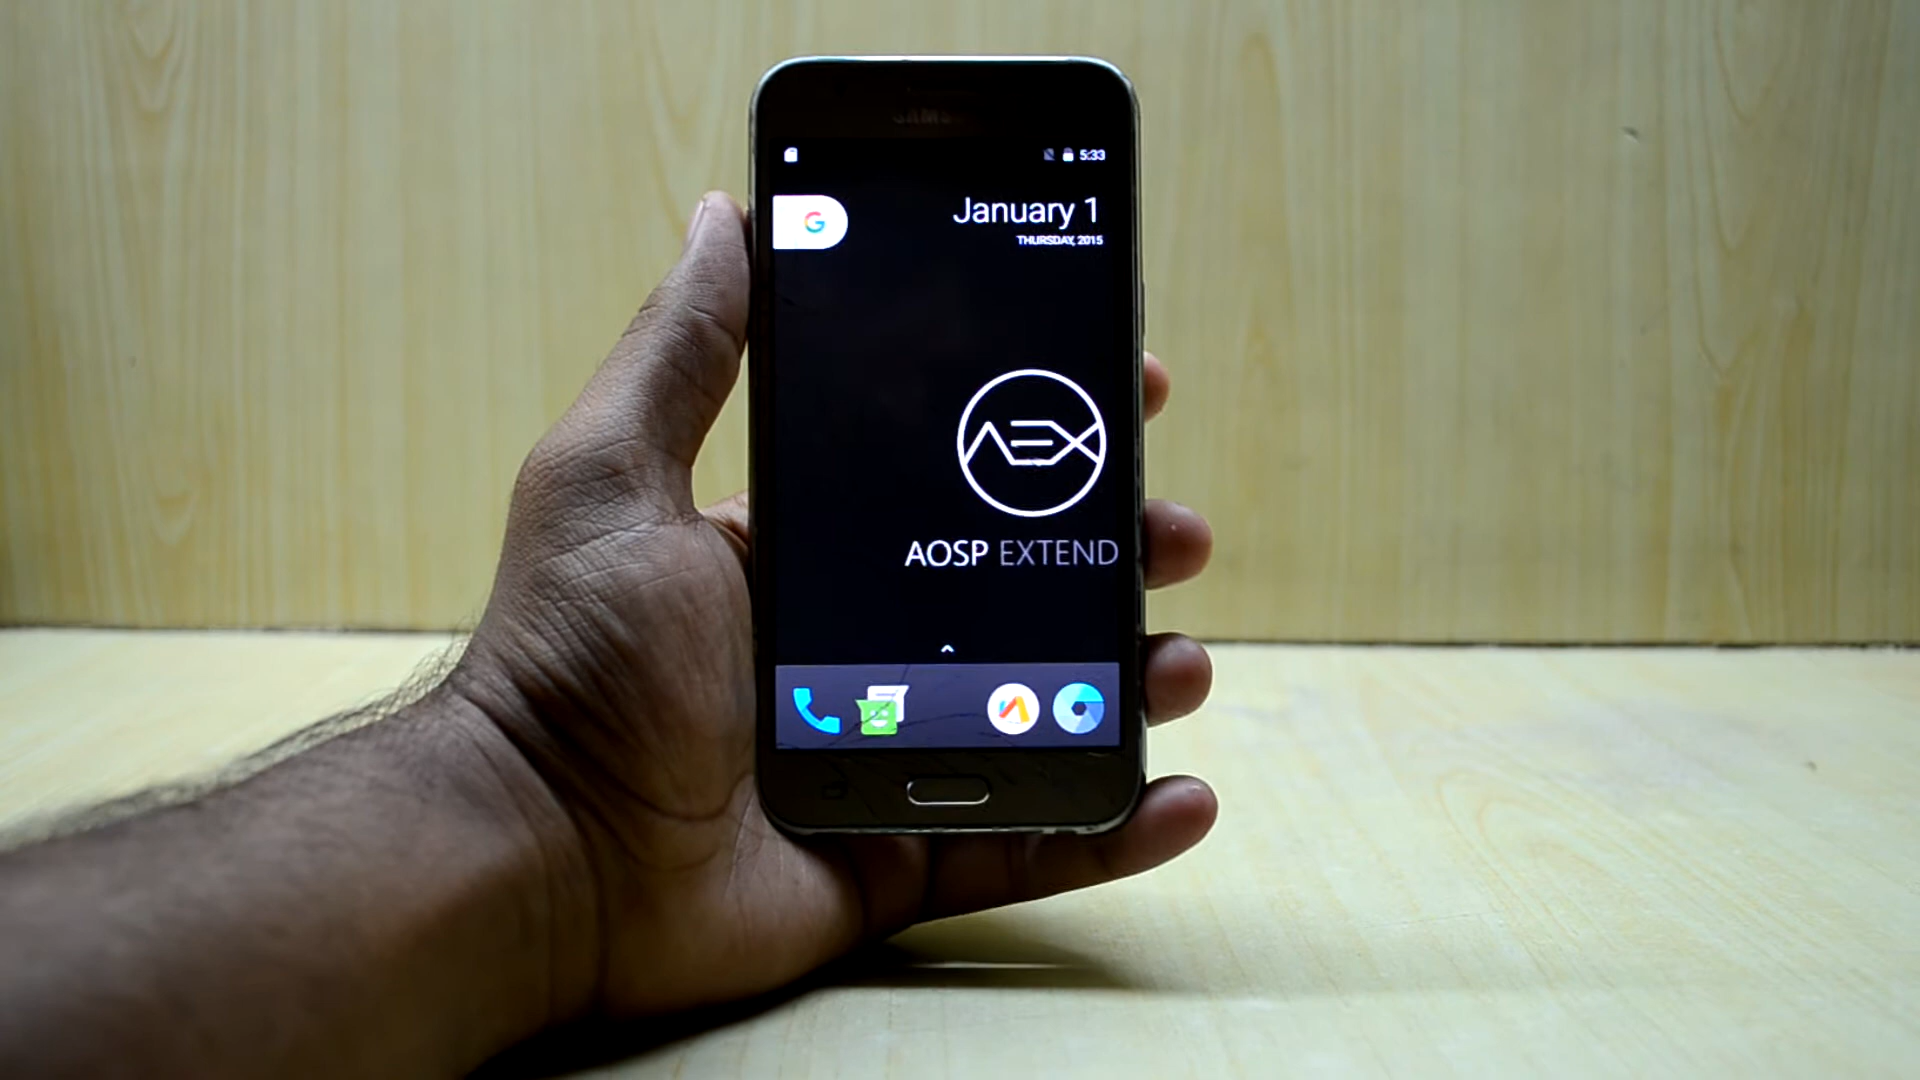 5:33
G
January 1
THURSDAY, 2015
AEX
AOSP EXTEND